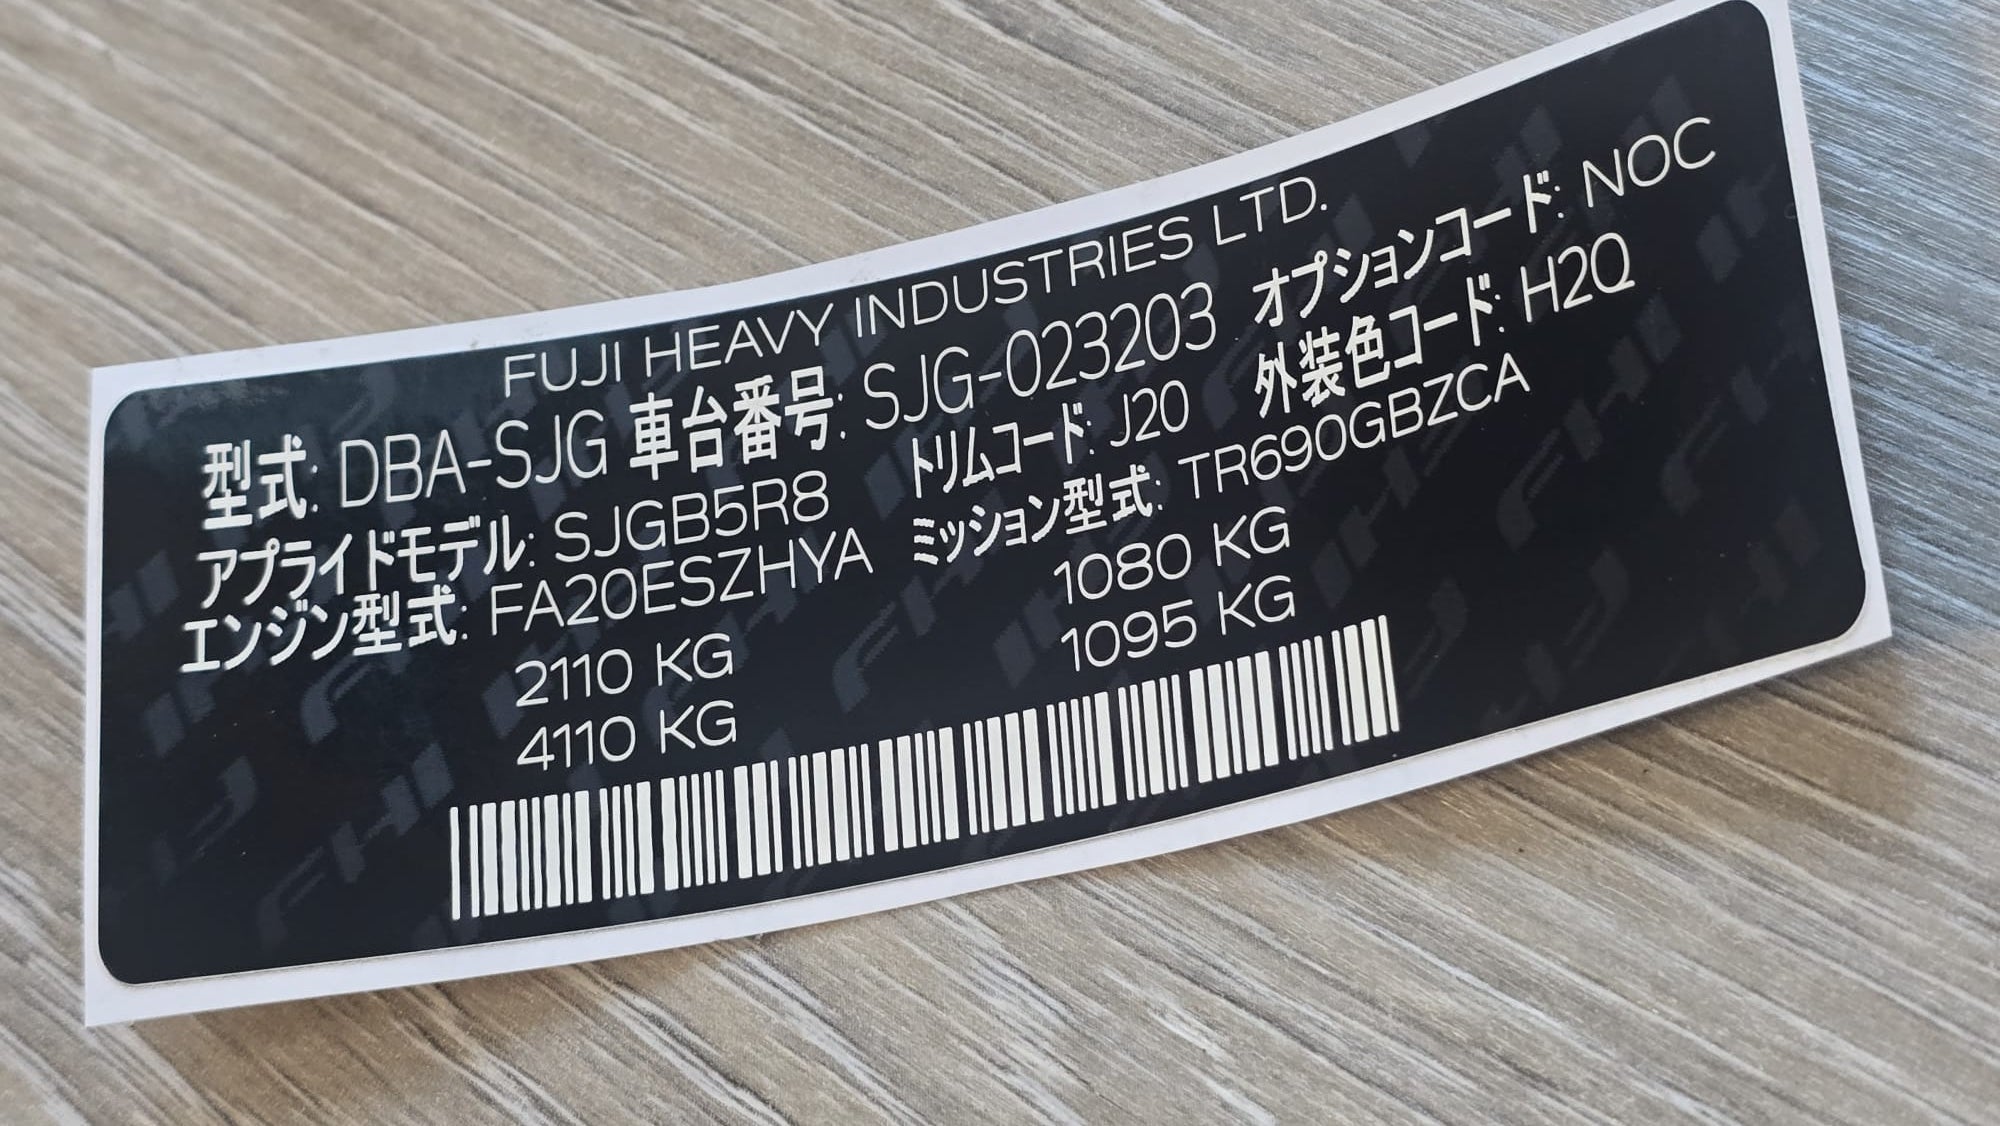 FUJI HEAVY INDUSTRIES LTD.
型式: DBA-SJG 車台番号: SJG-023203 オプションコード: NOC
アプライドモデル: SJGB5R8 トリムコード: J20 外装色コード: H2Q
エンジン型式: FA20ESZHYA ミッション型式: TR690GBZCA
2110 KG 1080 KG
4110 KG 1095 KG